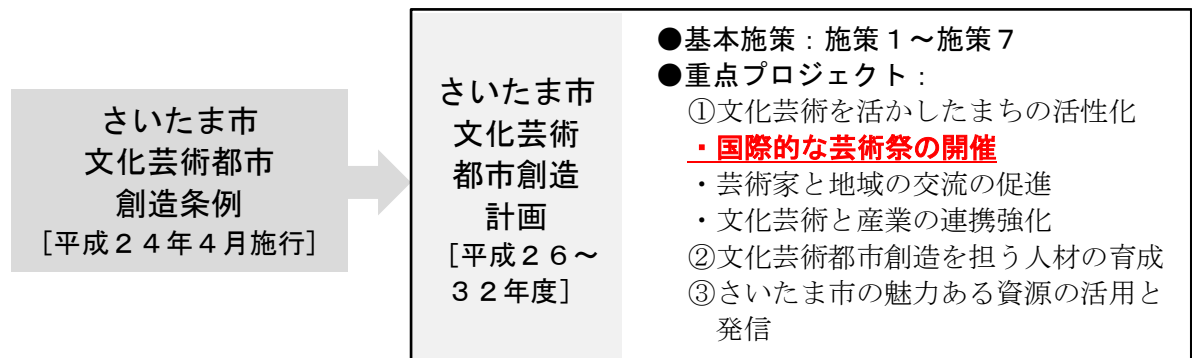 さいたま市
文化芸術都市
創造条例
［平成２４年４月施行］
さいたま市
文化芸術
都市創造
計画
［平成２６～
３２年度］
●基本施策：施策１～施策７
●重点プロジェクト：
①文化芸術を活かしたまちの活性化
・国際的な芸術祭の開催
・芸術家と地域の交流の促進
・文化芸術と産業の連携強化
②文化芸術都市創造を担う人材の育成
③さいたま市の魅力ある資源の活用と
発信